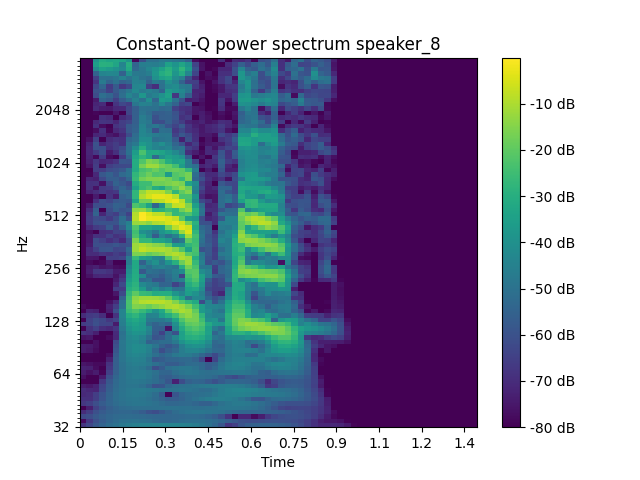 Constant-Q power spectrum speaker_8
Hz
2048
1024
512
256
128
64
32
0 0.15 0.3 0.45 0.6 0.75 0.9 1.1 1.2 1.4
Time
-10 dB
-20 dB
-30 dB
-40 dB
-50 dB
-60 dB
-70 dB
-80 dB